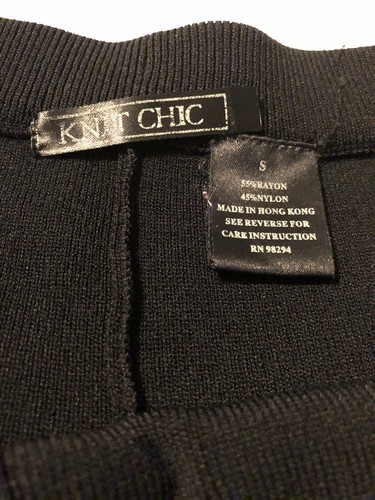 KNIT CHIC
S
55%RAYON
45%NYLON
MADE IN HONG KONG
SEE REVERSE FOR
CARE INSTRUCTION
RN 98294